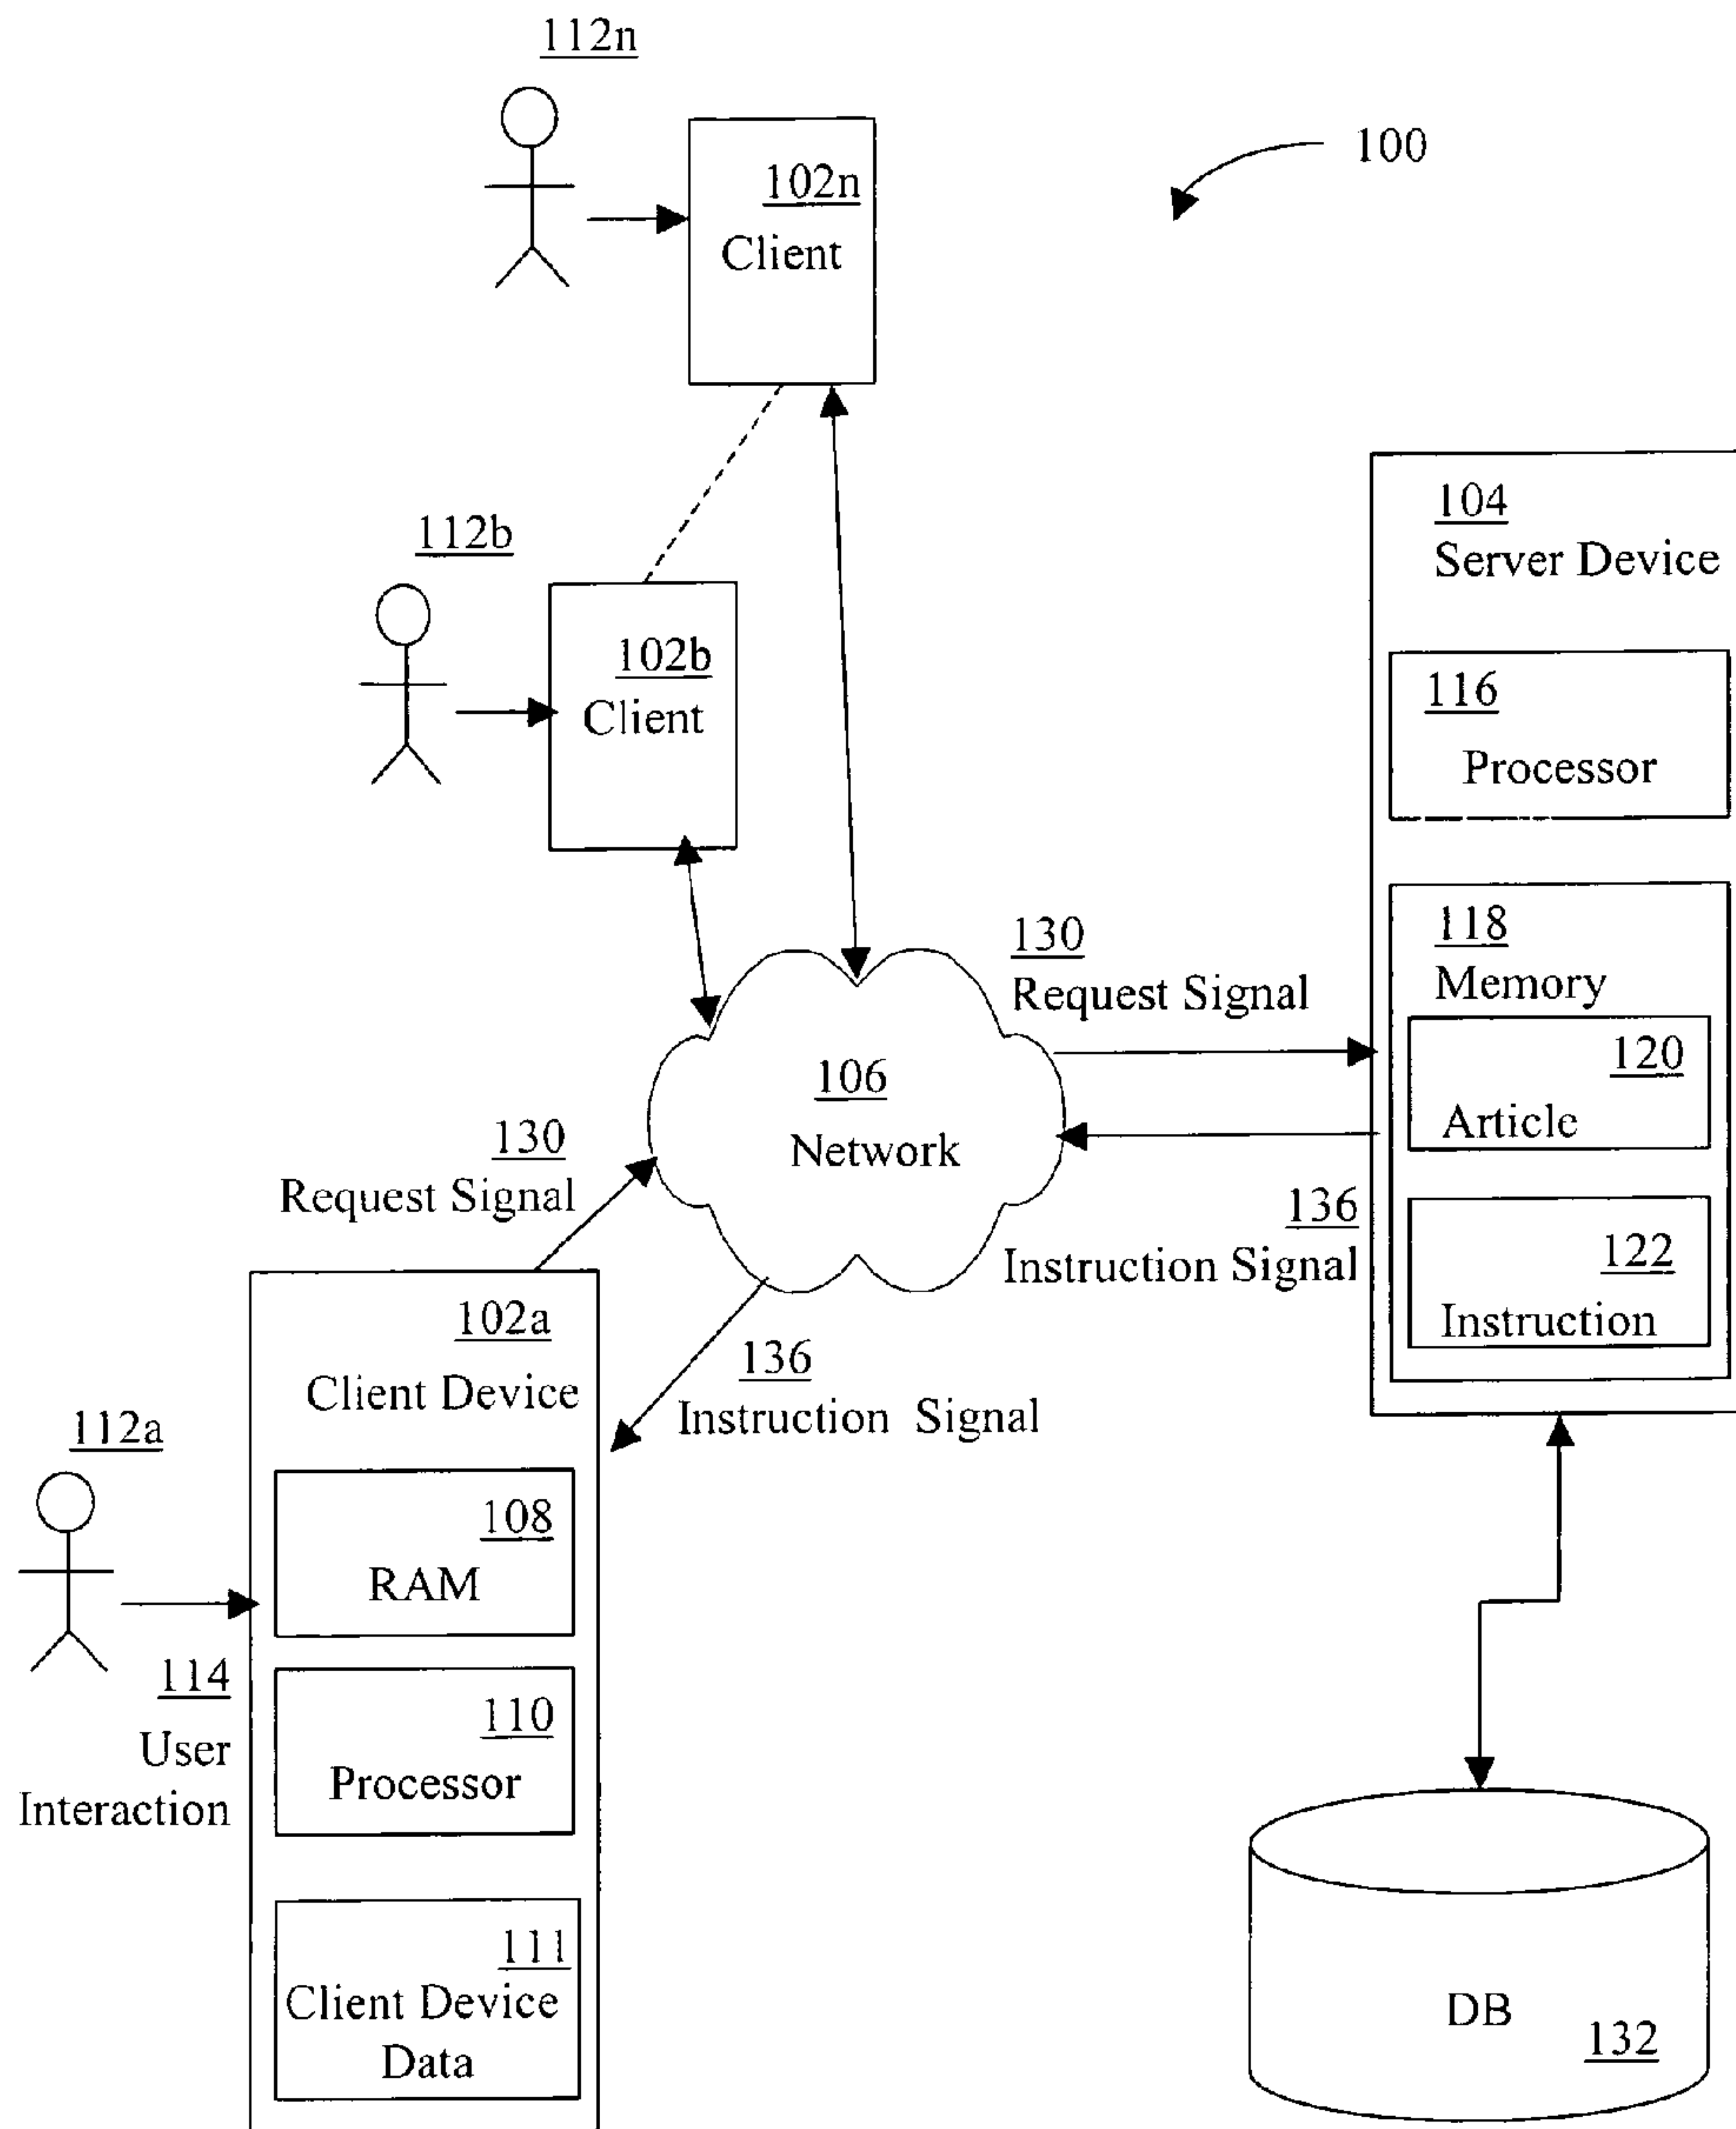 112n
100
102n
Client
104
Server Device
112b
102b
Client
116
Processor
118
Memory
130
Request Signal
120
Article
106
Network
130
Request Signal
136
Instruction Signal
122
Instruction
102a
Client Device
136
Instruction Signal
112a
108
RAM
114
User
Interaction
110
Processor
111
Client Device
Data
DB
132